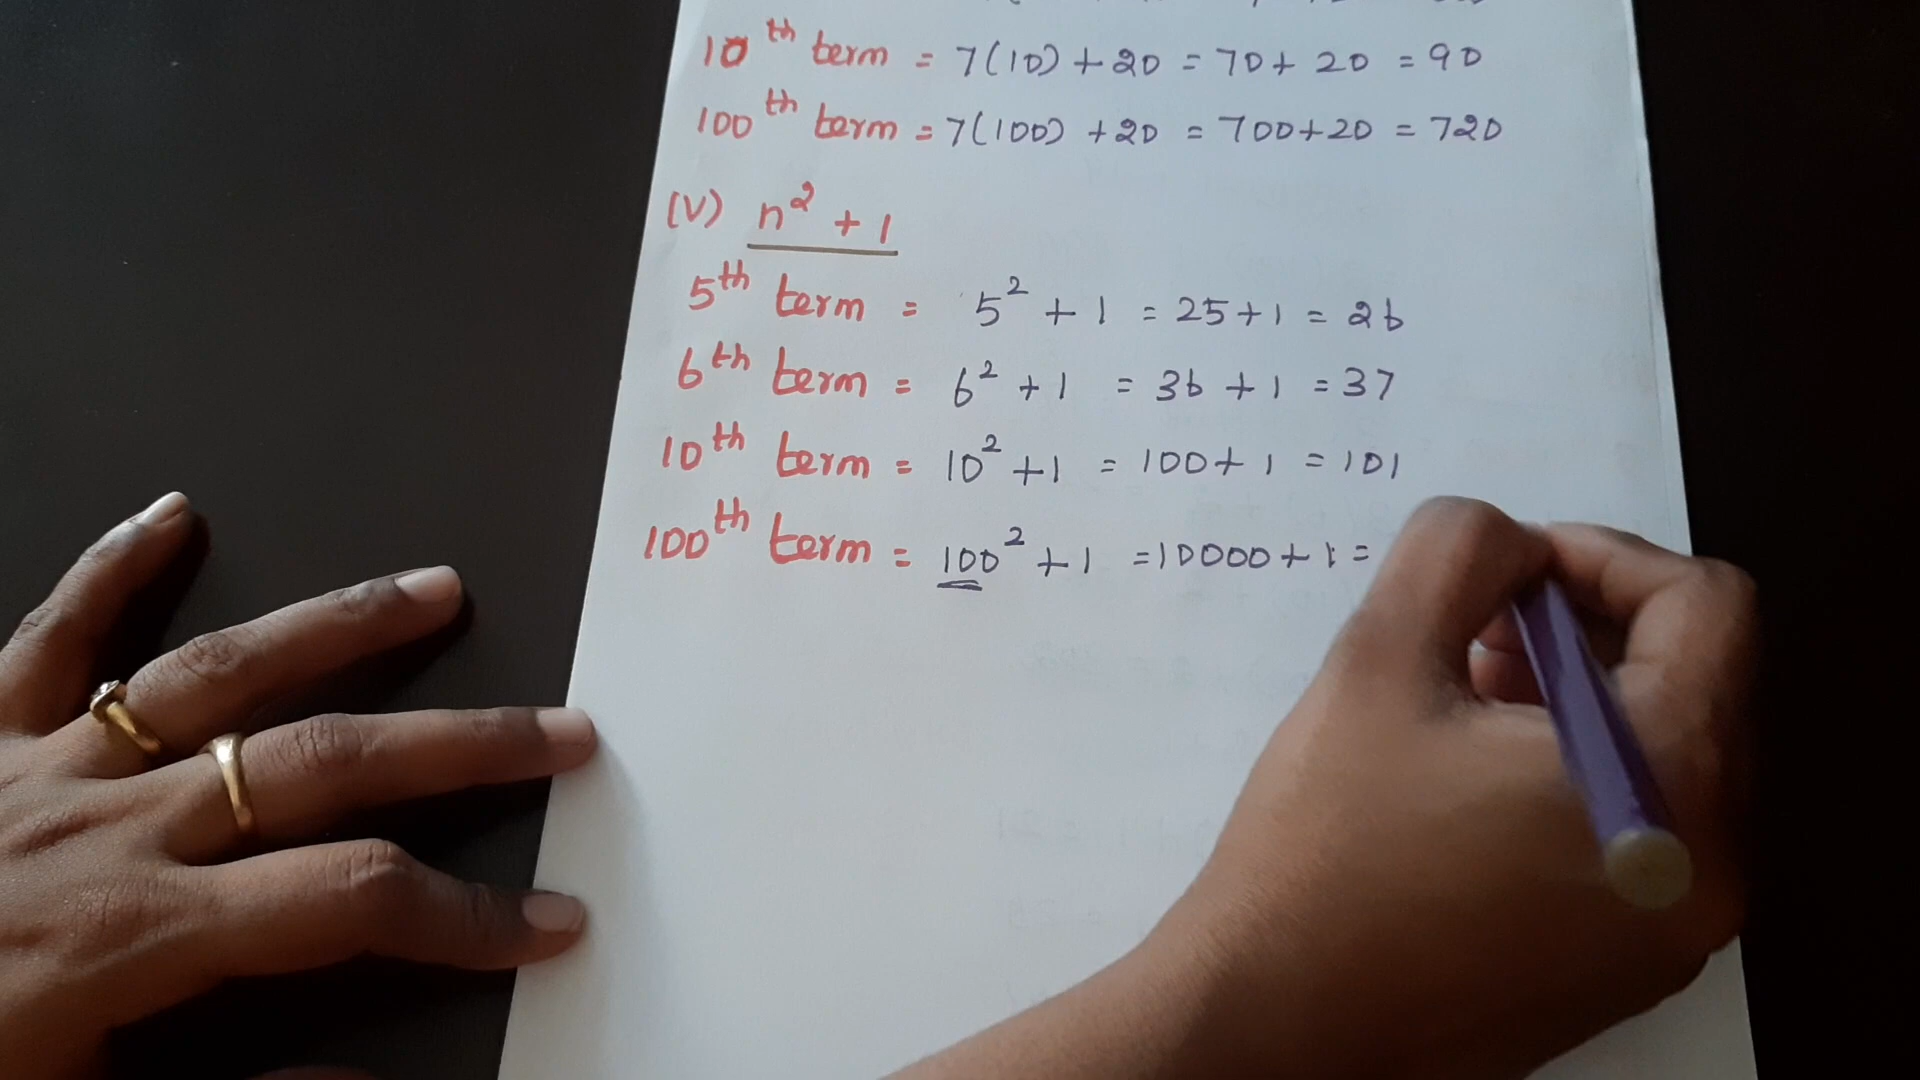 10th term = 7(10) + 20 = 70 + 20 = 90
100th term = 7(100) + 20 = 700 + 20 = 720
(V) n² + 1
5th term = 5² + 1 = 25 + 1 = 26
6th term = 6² + 1 = 36 + 1 = 37
10th term = 10² + 1 = 100 + 1 = 101
100th term = 100² + 1 = 10000 + 1 =